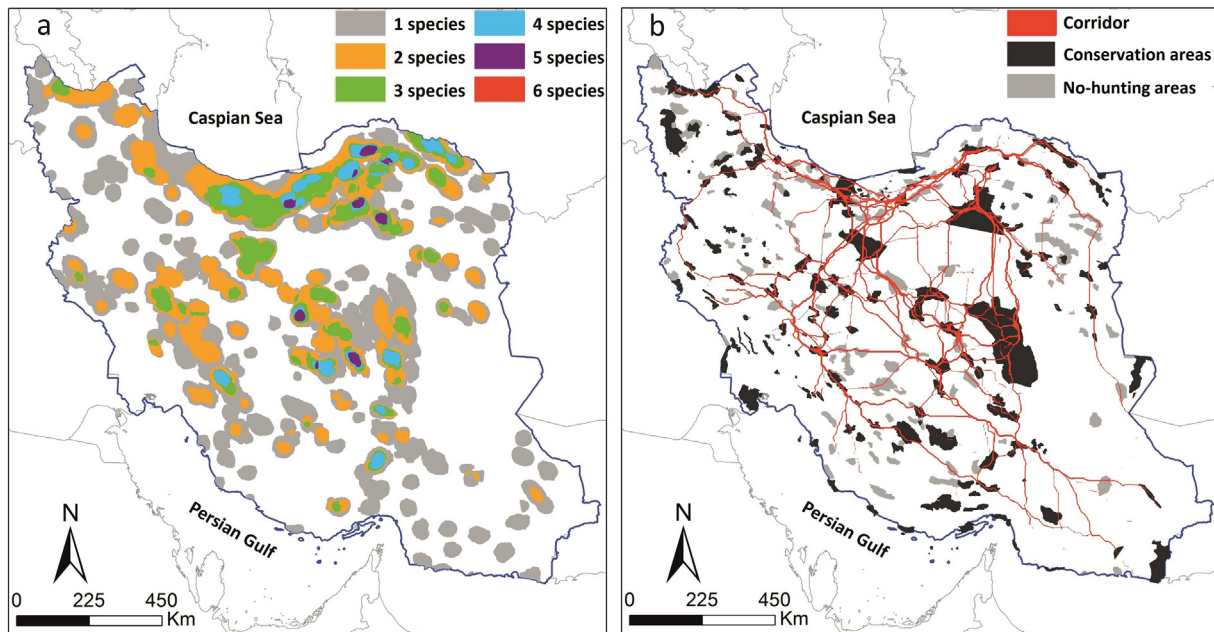 a
1 species
2 species
3 species
4 species
5 species
6 species
Caspian Sea
Persian Gulf
N
0 225 450
Km
b
Corridor
Conservation areas
No-hunting areas
Caspian Sea
Persian Gulf
N
0 225 450
Km